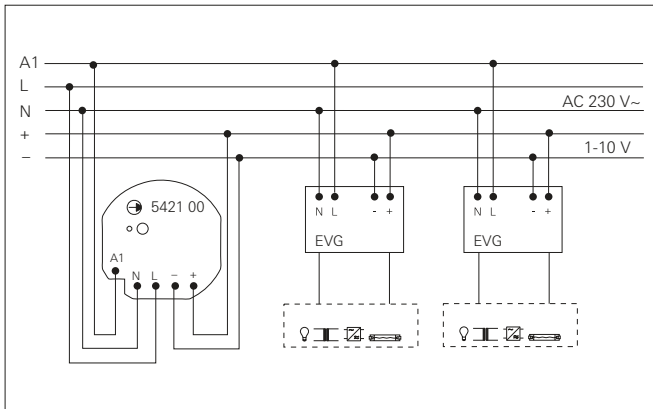 A1
L
N
AC 230 V~
+
−
1-10 V
5421 00
A1
N L − +
N L - +
EVG
N L - +
EVG